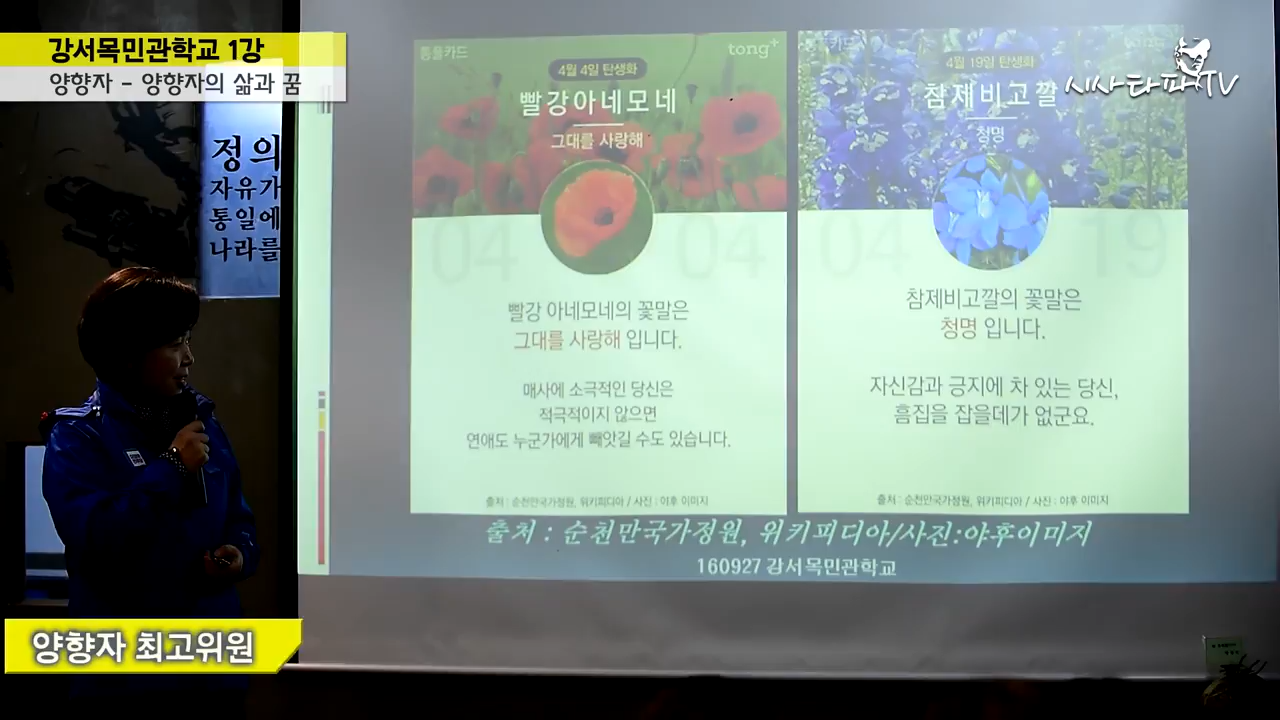 강서목민관학교 1강
양향자 - 양향자의 삶과 꿈
시사타파TV
정의
자유가
통일에
나라를
통올카드
tong+
4월 4일 탄생화
빨강아네모네
그대를 사랑해
04 04
빨강 아네모네의 꽃말은
그대를 사랑해 입니다.
매사에 소극적인 당신은
적극적이지 않으면
연애도 누군가에게 빼앗길 수도 있습니다.
출처 : 순천만국가정원, 위키피디아 / 사진 : 야후 이미지
카드
tong
4월 19일 탄생화
참제비고깔
청명
04 19
참제비고깔의 꽃말은
청명 입니다.
자신감과 긍지에 차 있는 당신,
흠집을 잡을데가 없군요.
출처 : 순천만국가정원, 위키피디아 / 사진 : 야후 이미지
출처 : 순천만국가정원, 위키피디아/사진:야후이미지
160927 강서목민관학교
양향자 최고위원